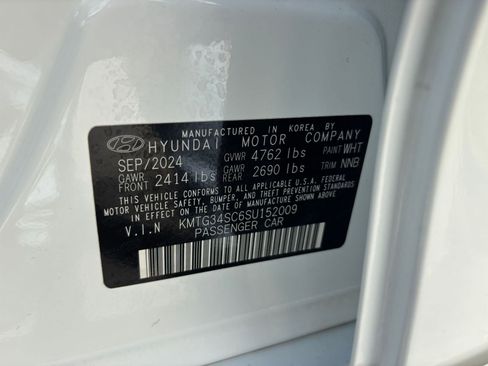 MANUFACTURED IN KOREA BY
HYUNDAI MOTOR COMPANY
SEP/2024 GVWR 4762 lbs PAINT WHT
GAWR FRONT 2414 lbs GAWR REAR 2690 lbs TRIM NNB
THIS VEHICLE CONFORMS TO ALL APPLICABLE U.S.A. FEDERAL
MOTOR VEHICLE SAFETY, BUMPER, AND THEFT PREVENTION
STANDARDS IN EFFECT ON THE DATE OF MANUFACTURE SHOWN ABOVE.
V.I.N KMTG34SC6SU152009
PASSENGER CAR